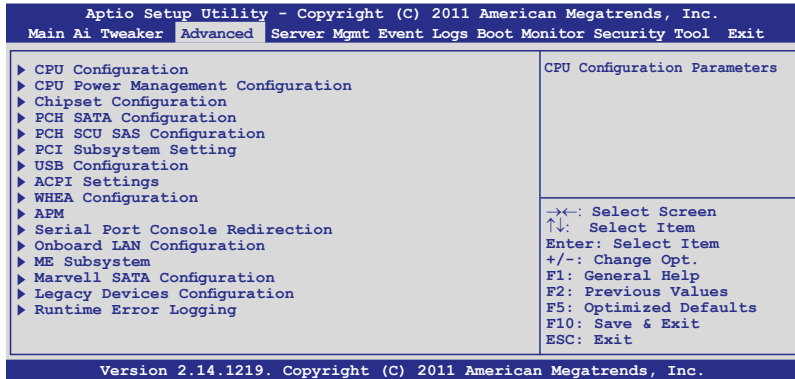 Aptio Setup Utility - Copyright (C) 2011 American Megatrends, Inc.
Main Ai Tweaker Advanced Server Mgmt Event Logs Boot Monitor Security Tool Exit
CPU Configuration
CPU Power Management Configuration
Chipset Configuration
PCH SATA Configuration
PCH SCU SAS Configuration
PCI Subsystem Setting
USB Configuration
ACPI Settings
WHEA Configuration
APM
Serial Port Console Redirection
Onboard LAN Configuration
ME Subsystem
Marvell SATA Configuration
Legacy Devices Configuration
Runtime Error Logging
CPU Configuration Parameters
→←: Select Screen
↑↓: Select Item
Enter: Select Item
+/-: Change Opt.
F1: General Help
F2: Previous Values
F5: Optimized Defaults
F10: Save & Exit
ESC: Exit
Version 2.14.1219. Copyright (C) 2011 American Megatrends, Inc.